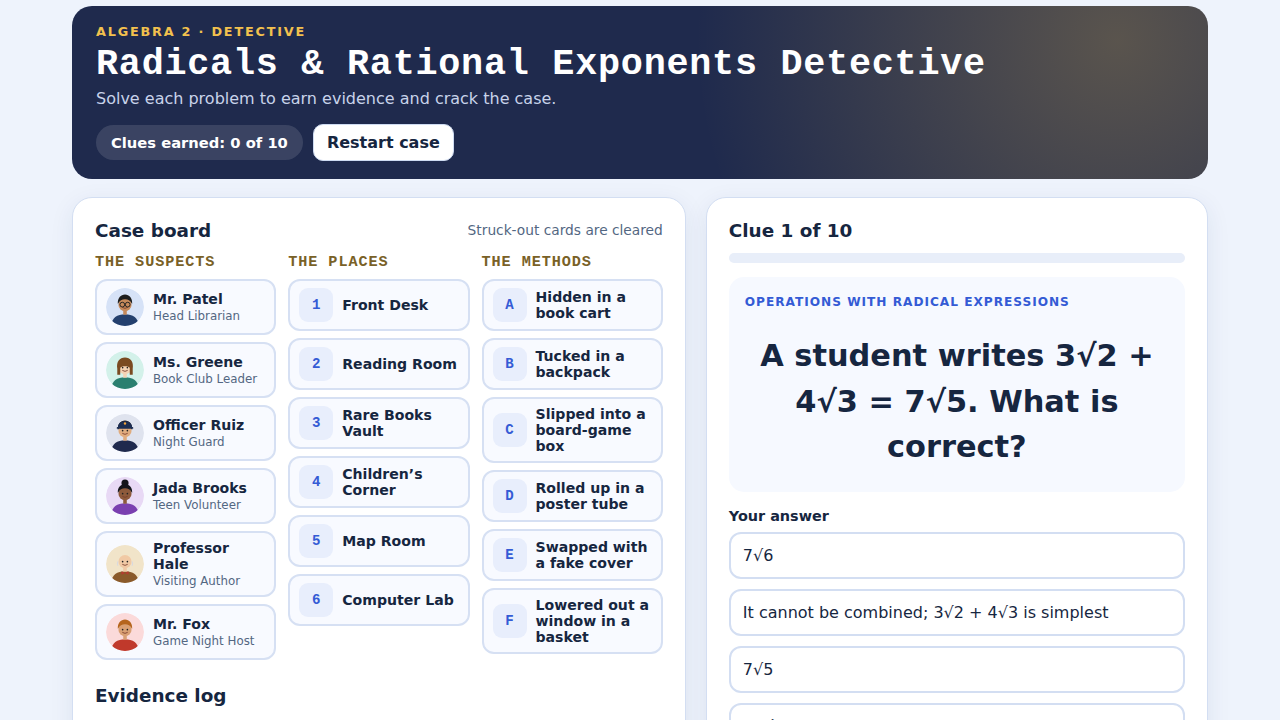 ALGEBRA 2 · DETECTIVE
Radicals & Rational Exponents Detective
Solve each problem to earn evidence and crack the case.
Clues earned: 0 of 10
Restart case
Case board
Struck-out cards are cleared
THE SUSPECTS
Mr. Patel
Head Librarian
Ms. Greene
Book Club Leader
Officer Ruiz
Night Guard
Jada Brooks
Teen Volunteer
Professor
Hale
Visiting Author
Mr. Fox
Game Night Host
THE PLACES
1 Front Desk
2 Reading Room
3 Rare Books
Vault
4 Children’s
Corner
5 Map Room
6 Computer Lab
THE METHODS
A Hidden in a
book cart
B Tucked in a
backpack
C Slipped into a
board-game
box
D Rolled up in a
poster tube
E Swapped with
a fake cover
F Lowered out a
window in a
basket
Evidence log
Clue 1 of 10
OPERATIONS WITH RADICAL EXPRESSIONS
A student writes 3√2 +
4√3 = 7√5. What is
correct?
Your answer
7√6
It cannot be combined; 3√2 + 4√3 is simplest
7√5